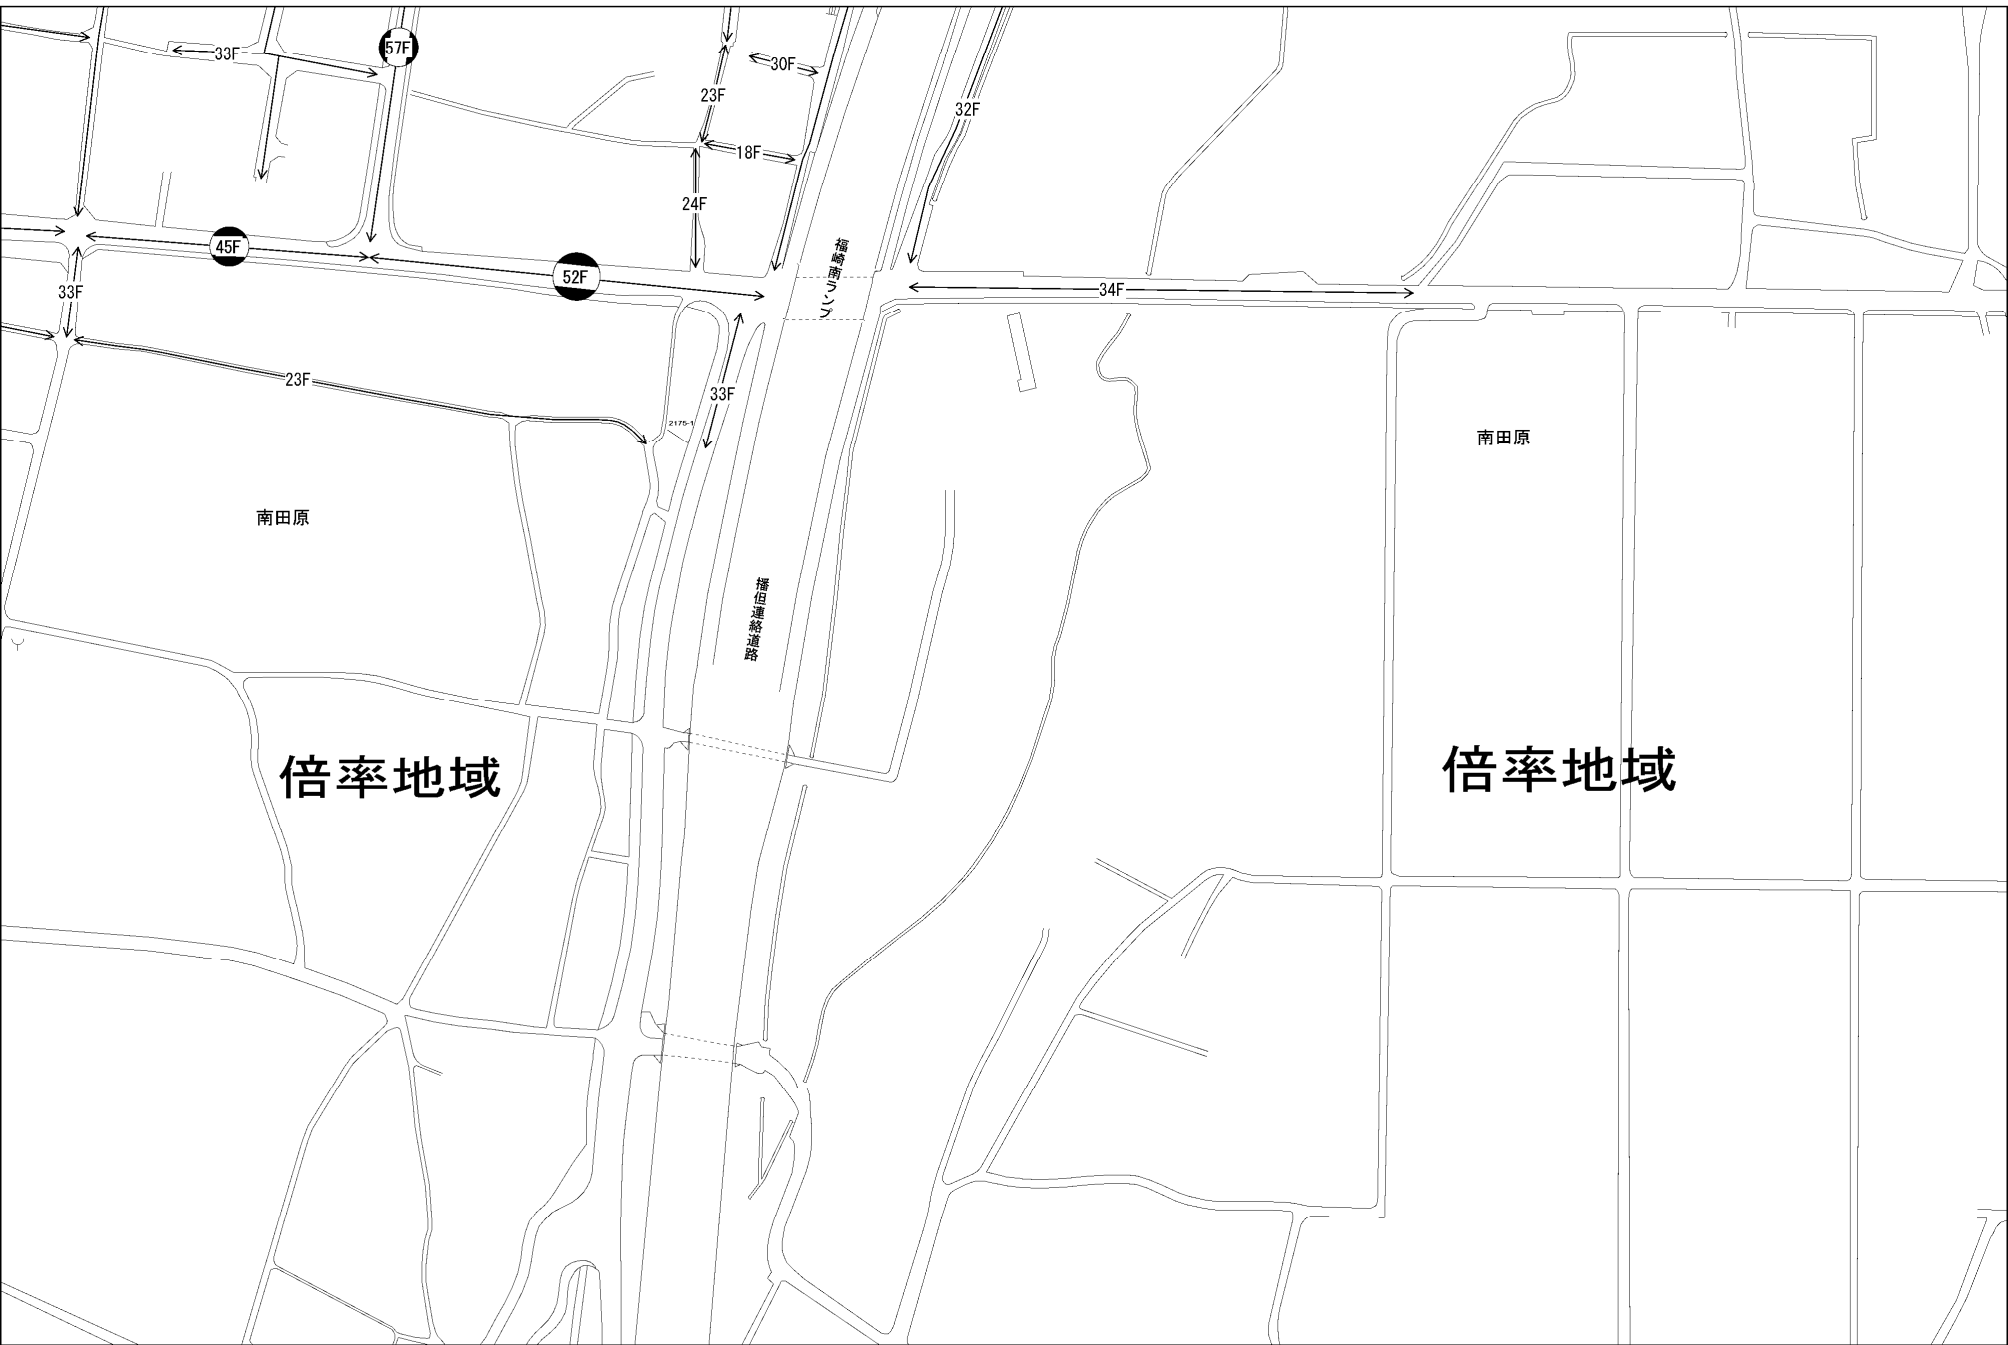 33F
57F
30F
23F
32F
18F
24F
45F
52F
福崎南ランプ
33F
34F
23F
33F
2175-1
南田原
南田原
播但連絡道路
倍率地域
倍率地域